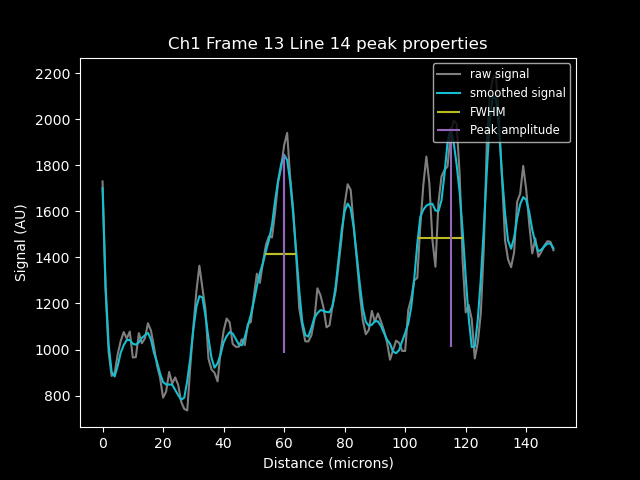 Ch1 Frame 13 Line 14 peak properties
raw signal
smoothed signal
FWHM
Peak amplitude
2200
2000
1800
1600
1400
1200
1000
800
Signal (AU)
0 20 40 60 80 100 120 140
Distance (microns)